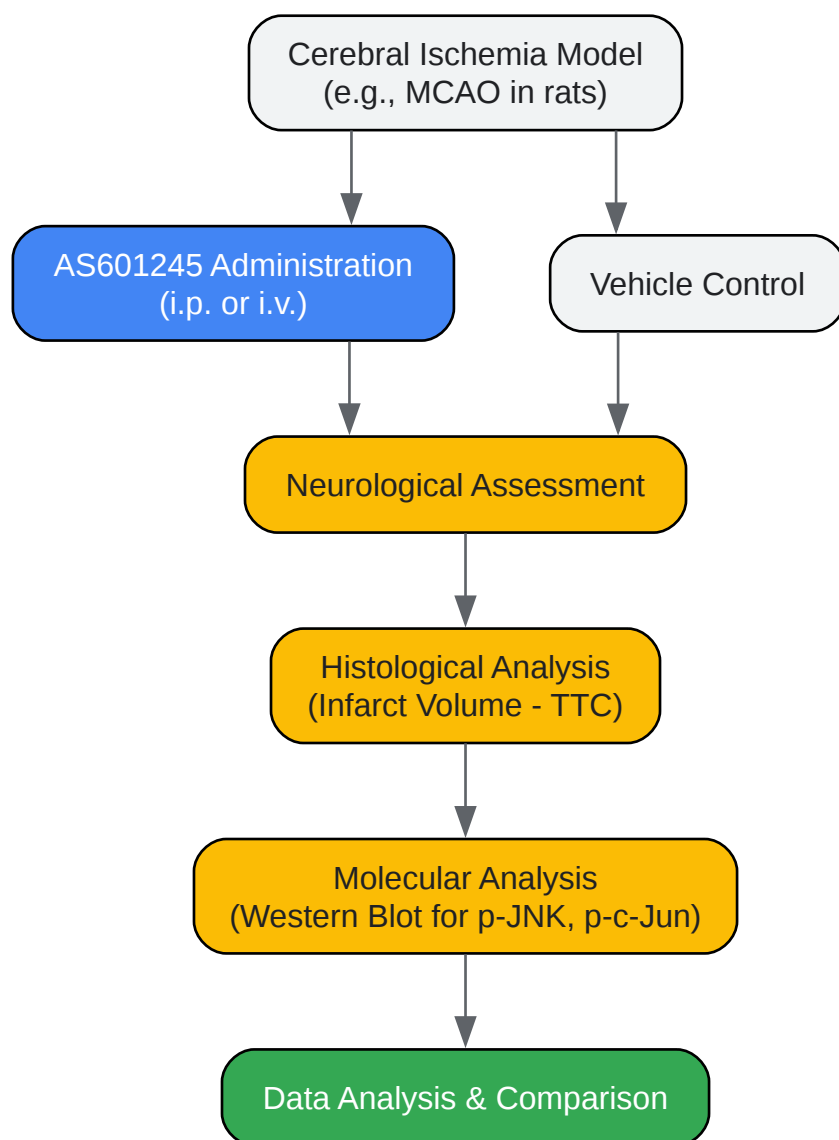 Cerebral Ischemia Model
(e.g., MCAO in rats)
AS601245 Administration
(i.p. or i.v.)
Vehicle Control
Neurological Assessment
Histological Analysis
(Infarct Volume - TTC)
Molecular Analysis
(Western Blot for p-JNK, p-c-Jun)
Data Analysis & Comparison